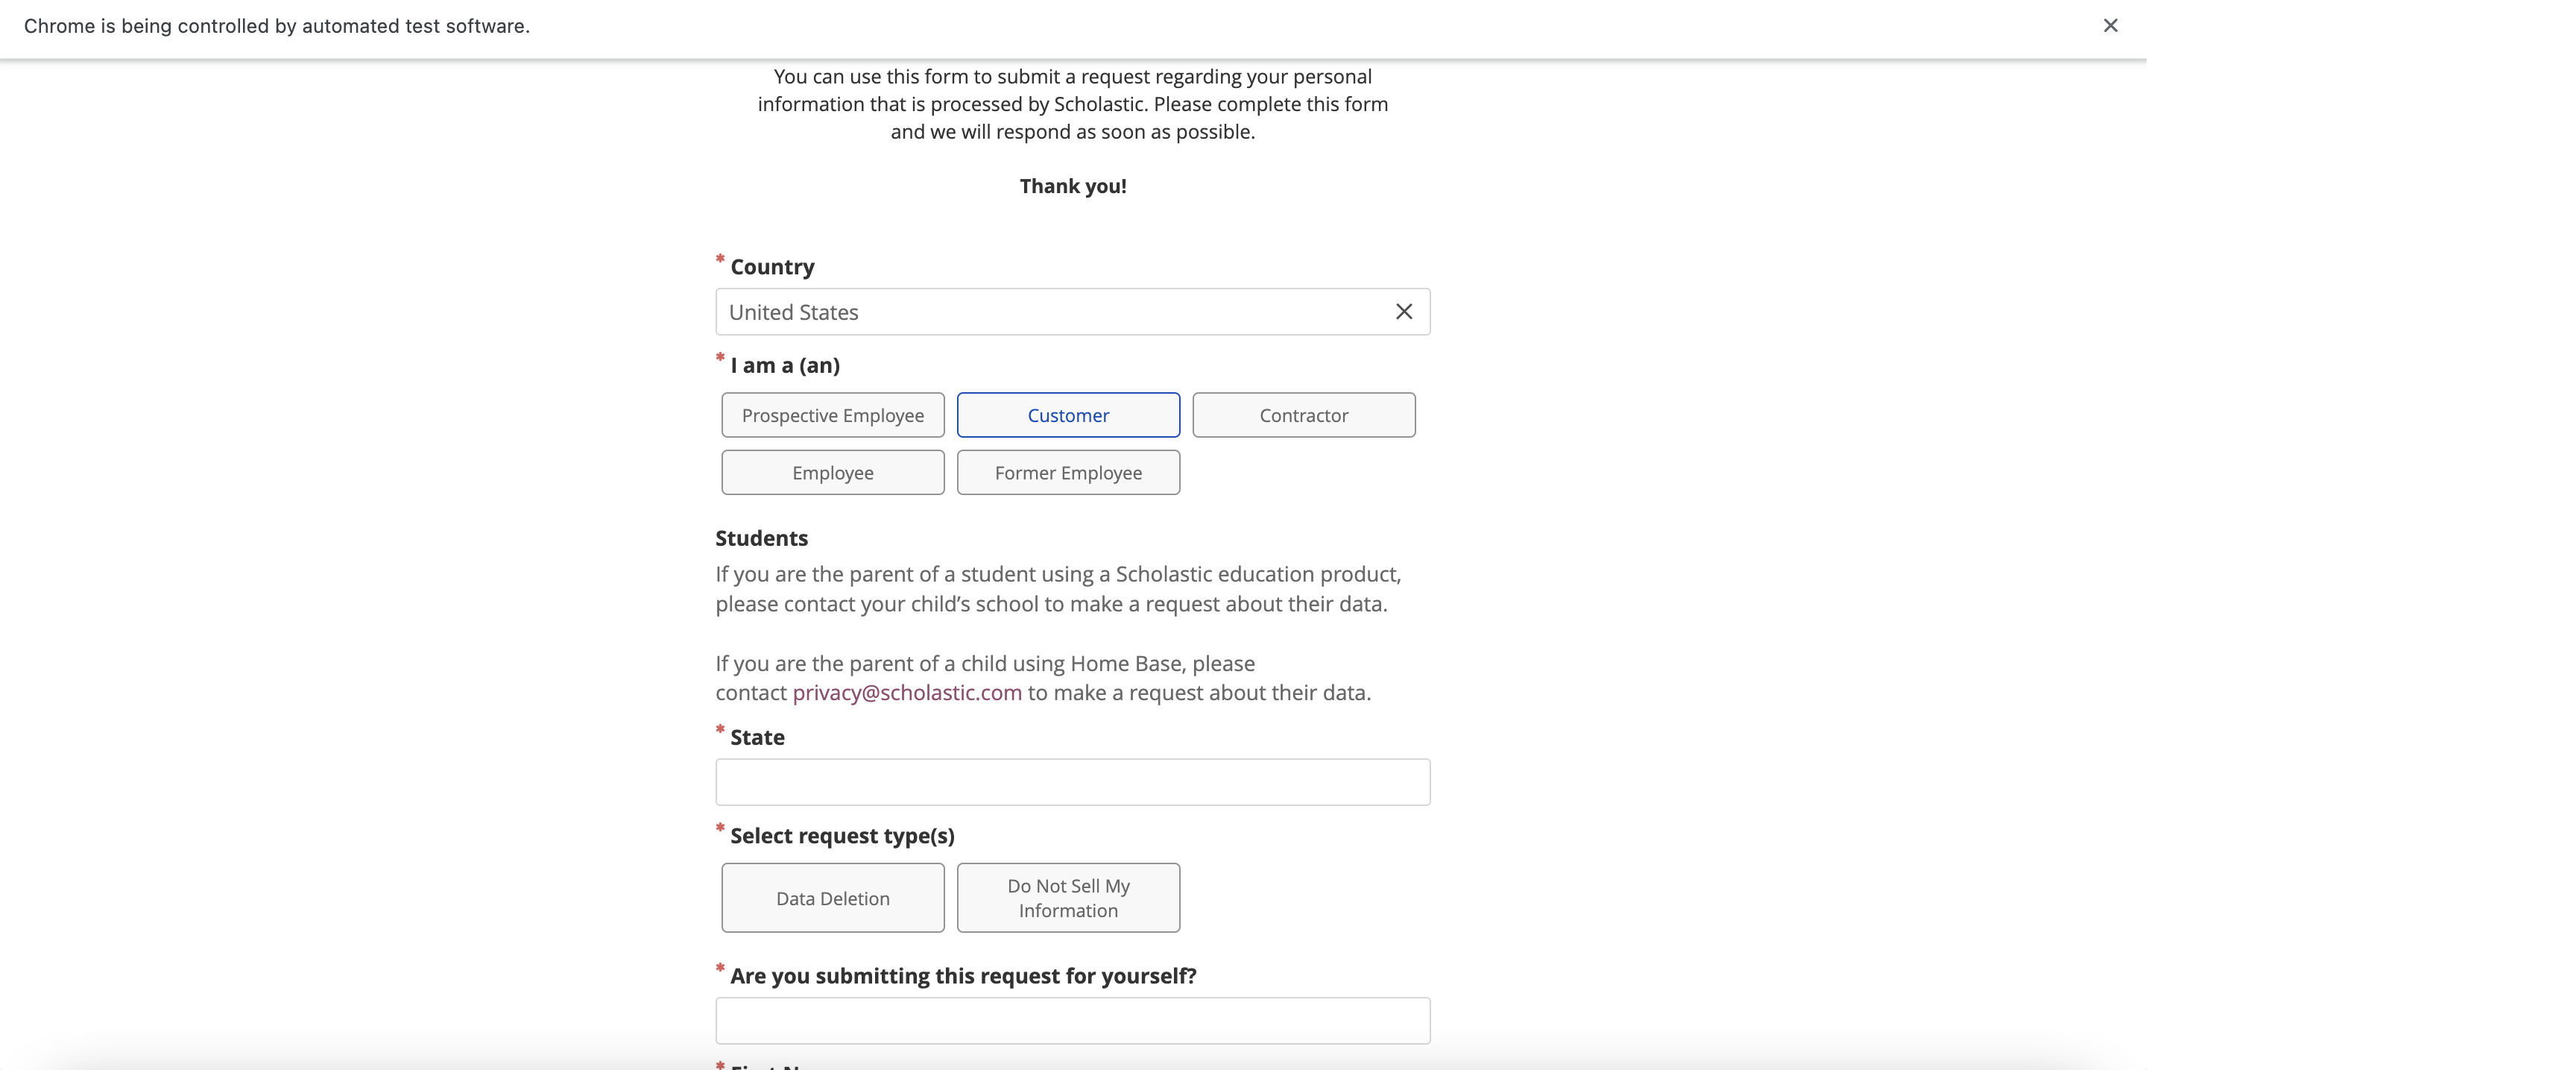 Chrome is being controlled by automated test software.
You can use this form to submit a request regarding your personal
information that is processed by Scholastic. Please complete this form
and we will respond as soon as possible.
Thank you!
* Country
United States
* I am a (an)
Prospective Employee Customer Contractor
Employee Former Employee
Students
If you are the parent of a student using a Scholastic education product,
please contact your child’s school to make a request about their data.
If you are the parent of a child using Home Base, please
contact privacy@scholastic.com to make a request about their data.
* State
* Select request type(s)
Data Deletion
Do Not Sell My
Information
* Are you submitting this request for yourself?